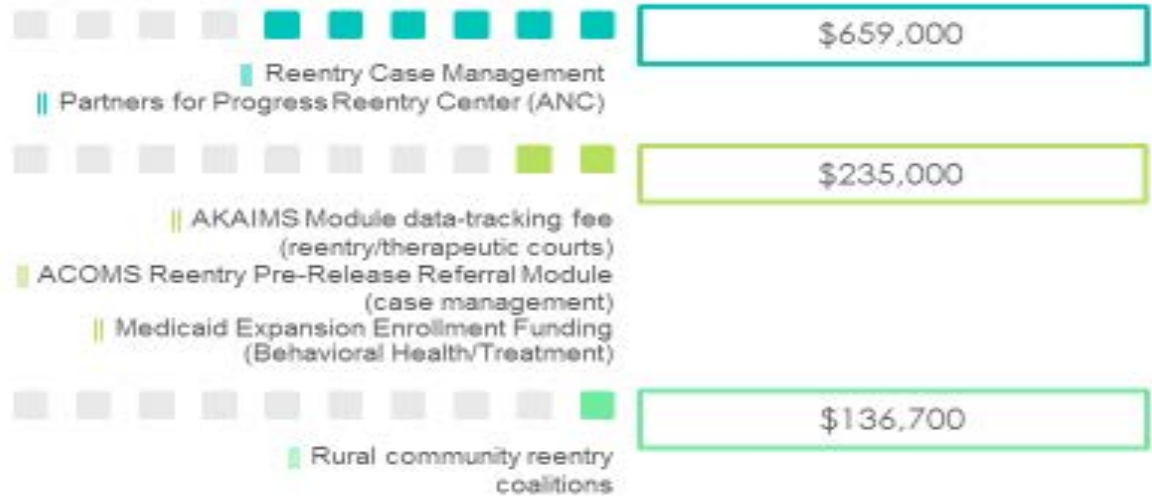 $659,000
Reentry Case Management
Partners for Progress Reentry Center (ANC)
$235,000
AKAIMS Module data-tracking fee
(reentry/therapeutic courts)
ACOMS Reentry Pre-Release Referral Module
(case management)
Medicaid Expansion Enrollment Funding
(Behavioral Health/Treatment)
$136,700
Rural community reentry
coalitions